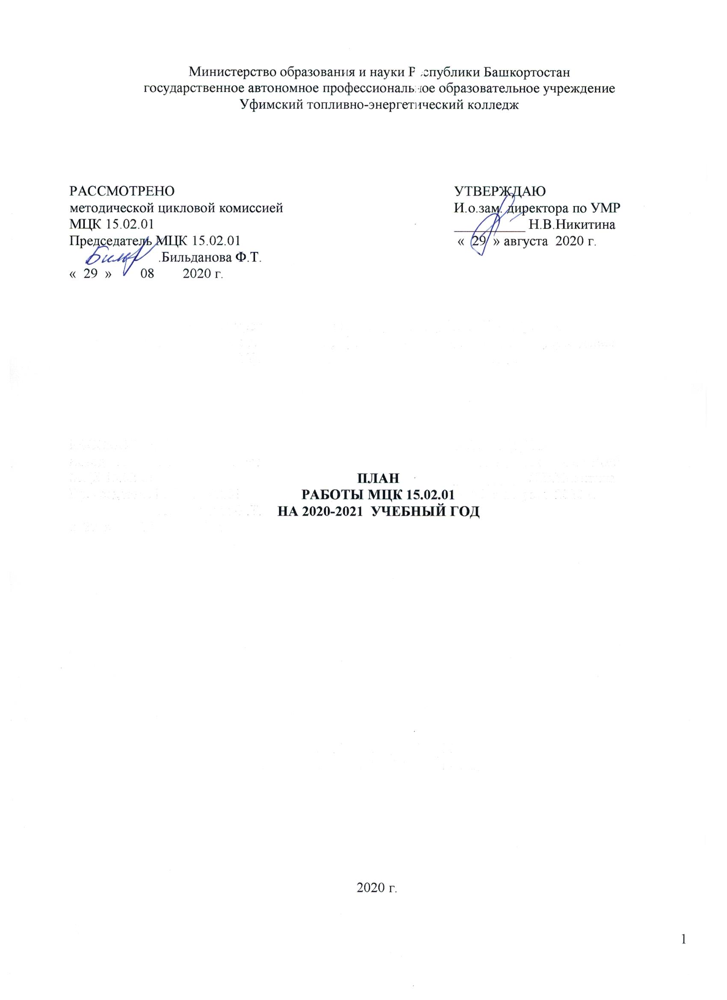 Министерство образования и науки Республики Башкортостан
государственное автономное профессиональное образовательное учреждение
Уфимский топливно-энергетический колледж
РАССМОТРЕНО
методической цикловой комиссией
МЦК 15.02.01
Председатель МЦК 15.02.01
.Бильданова Ф.Т.
« 29 » 08 2020 г.
УТВЕРЖДАЮ
И.о.зам. директора по УМР
____________ Н.В.Никитина
« 29 » августа 2020 г.
ПЛАН
РАБОТЫ МЦК 15.02.01
НА 2020-2021 УЧЕБНЫЙ ГОД
2020 г.
1